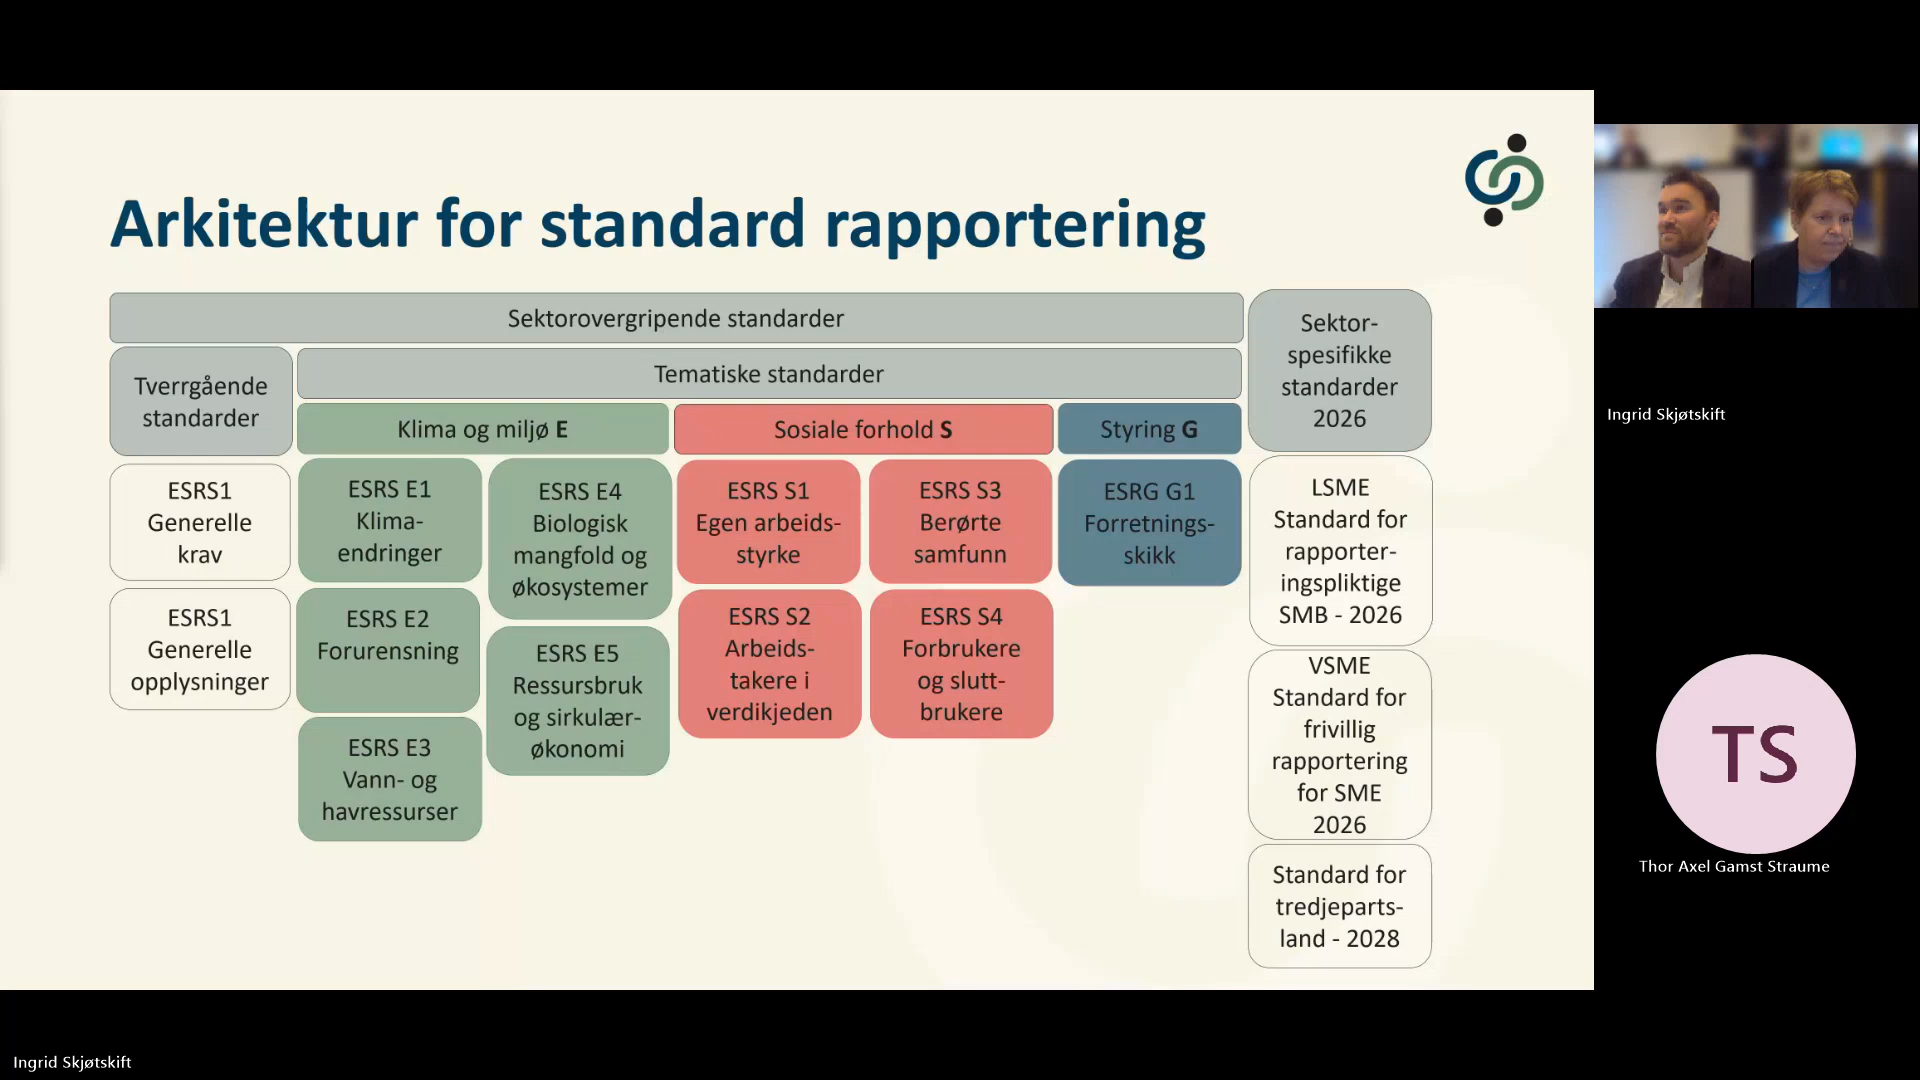 Arkitektur for standard rapportering
Sektorovergripende standarder
Tverrgående
standarder
Tematiske standarder
Klima og miljø E
Sosiale forhold S
Styring G
Sektor-
spesifikke
standarder
2026
ESRS1
Generelle
krav
ESRS1
Generelle
opplysninger
ESRS E1
Klima-
endringer
ESRS E2
Forurensning
ESRS E3
Vann- og
havressurser
ESRS E4
Biologisk
mangfold og
økosystemer
ESRS E5
Ressursbruk
og sirkulær-
økonomi
ESRS S1
Egen arbeids-
styrke
ESRS S2
Arbeids-
takere i
verdikjeden
ESRS S3
Berørte
samfunn
ESRS S4
Forbrukere
og slutt-
brukere
ESRG G1
Forretnings-
skikk
LSME
Standard for
rapporter-
ingspliktige
SMB - 2026
VSME
Standard for
frivillig
rapportering
for SME
2026
Standard for
tredjeparts-
land - 2028
Ingrid Skjøtskift
TS
Thor Axel Gamst Straume
Ingrid Skjøtskift